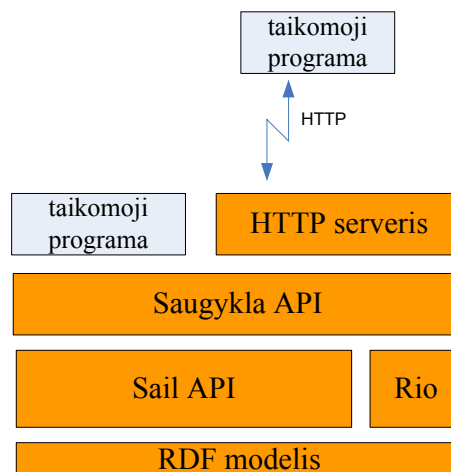 taikomoji
programa
HTTP
taikomoji
programa
HTTP serveris
Saugykla API
Sail API
Rio
RDF modelis